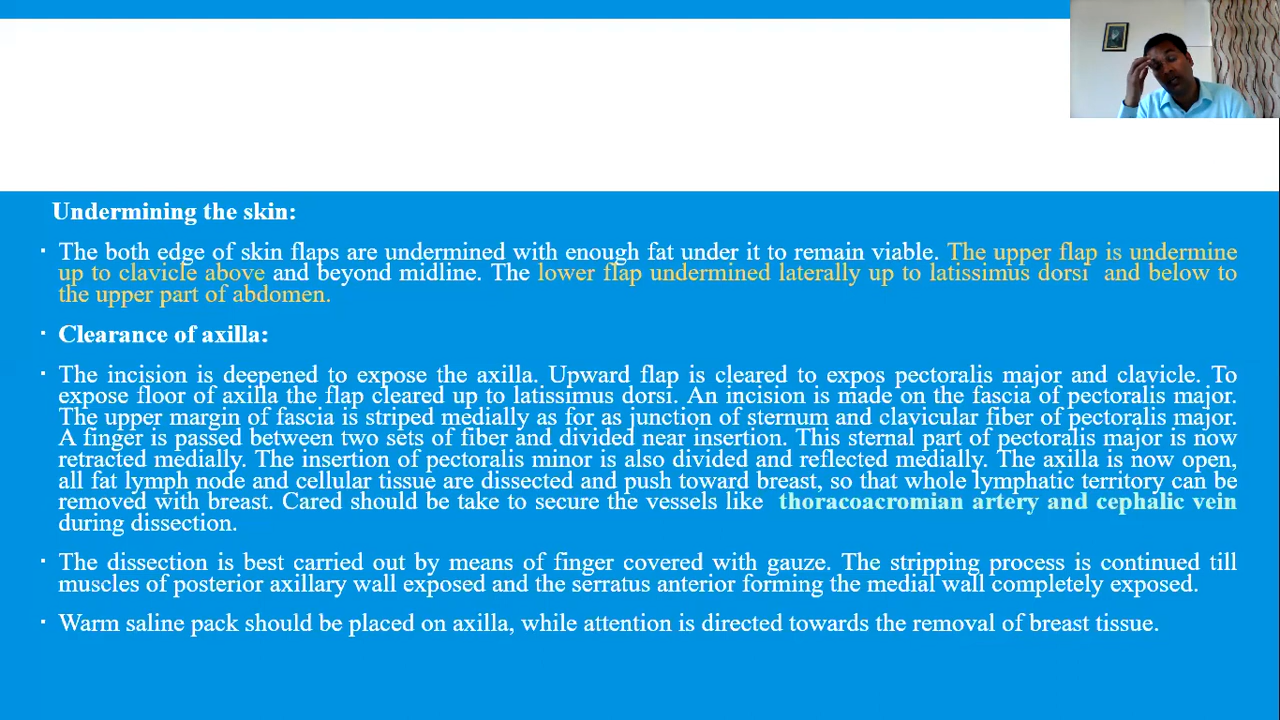 Undermining the skin:
· The both edge of skin flaps are undermined with enough fat under it to remain viable. The upper flap is undermine
up to clavicle above and beyond midline. The lower flap undermined laterally up to latissimus dorsi and below to
the upper part of abdomen.
· Clearance of axilla:
· The incision is deepened to expose the axilla. Upward flap is cleared to expos pectoralis major and clavicle. To
expose floor of axilla the flap cleared up to latissimus dorsi. An incision is made on the fascia of pectoralis major.
The upper margin of fascia is striped medially as for as junction of sternum and clavicular fiber of pectoralis major.
A finger is passed between two sets of fiber and divided near insertion. This sternal part of pectoralis major is now
retracted medially. The insertion of pectoralis minor is also divided and reflected medially. The axilla is now open,
all fat lymph node and cellular tissue are dissected and push toward breast, so that whole lymphatic territory can be
removed with breast. Cared should be take to secure the vessels like thoracoacromian artery and cephalic vein
during dissection.
· The dissection is best carried out by means of finger covered with gauze. The stripping process is continued till
muscles of posterior axillary wall exposed and the serratus anterior forming the medial wall completely exposed.
· Warm saline pack should be placed on axilla, while attention is directed towards the removal of breast tissue.